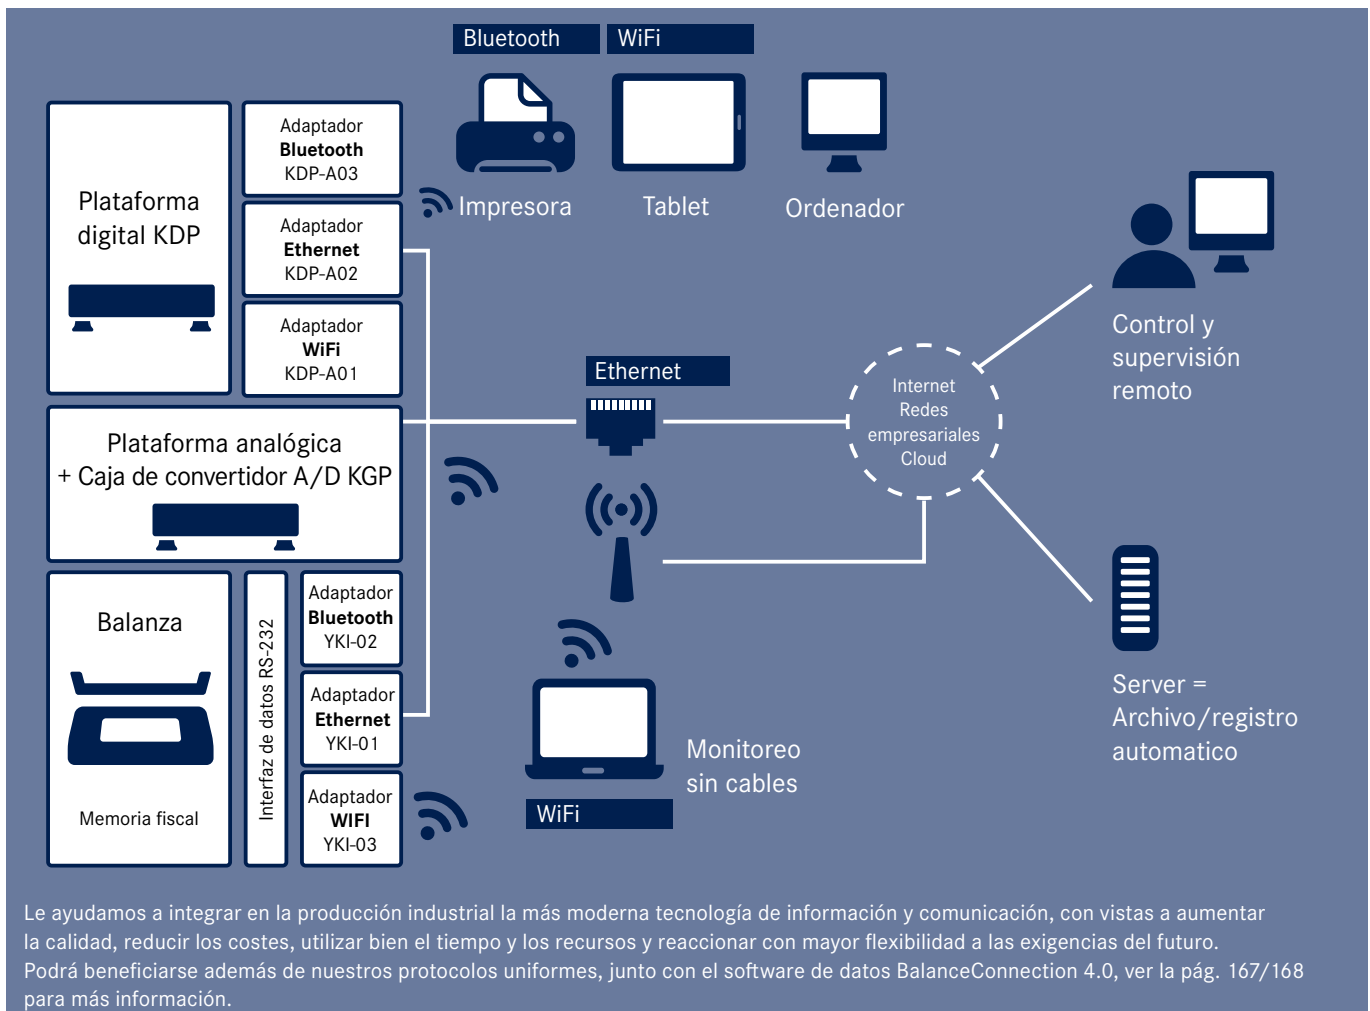 Bluetooth
WiFi
Impresora
Tablet
Ordenador
Plataforma
digital KDP
Adaptador
Bluetooth
KDP-A03
Adaptador
Ethernet
KDP-A02
Adaptador
WiFi
KDP-A01
Plataforma analógica
+ Caja de convertidor A/D KGP
Balanza
Memoria fiscal
Interfaz de datos RS-232
Adaptador
Bluetooth
YKI-02
Adaptador
Ethernet
YKI-01
Adaptador
WIFI
YKI-03
Ethernet
Monitoreo
sin cables
WiFi
Internet
Redes
empresariales
Cloud
Control y
supervisión
remoto
Server =
Archivo/registro
automatico
Le ayudamos a integrar en la producción industrial la más moderna tecnología de información y comunicación, con vistas a aumentar
la calidad, reducir los costes, utilizar bien el tiempo y los recursos y reaccionar con mayor flexibilidad a las exigencias del futuro.
Podrá beneficiarse además de nuestros protocolos uniformes, junto con el software de datos BalanceConnection 4.0, ver la pág. 167/168
para más información.